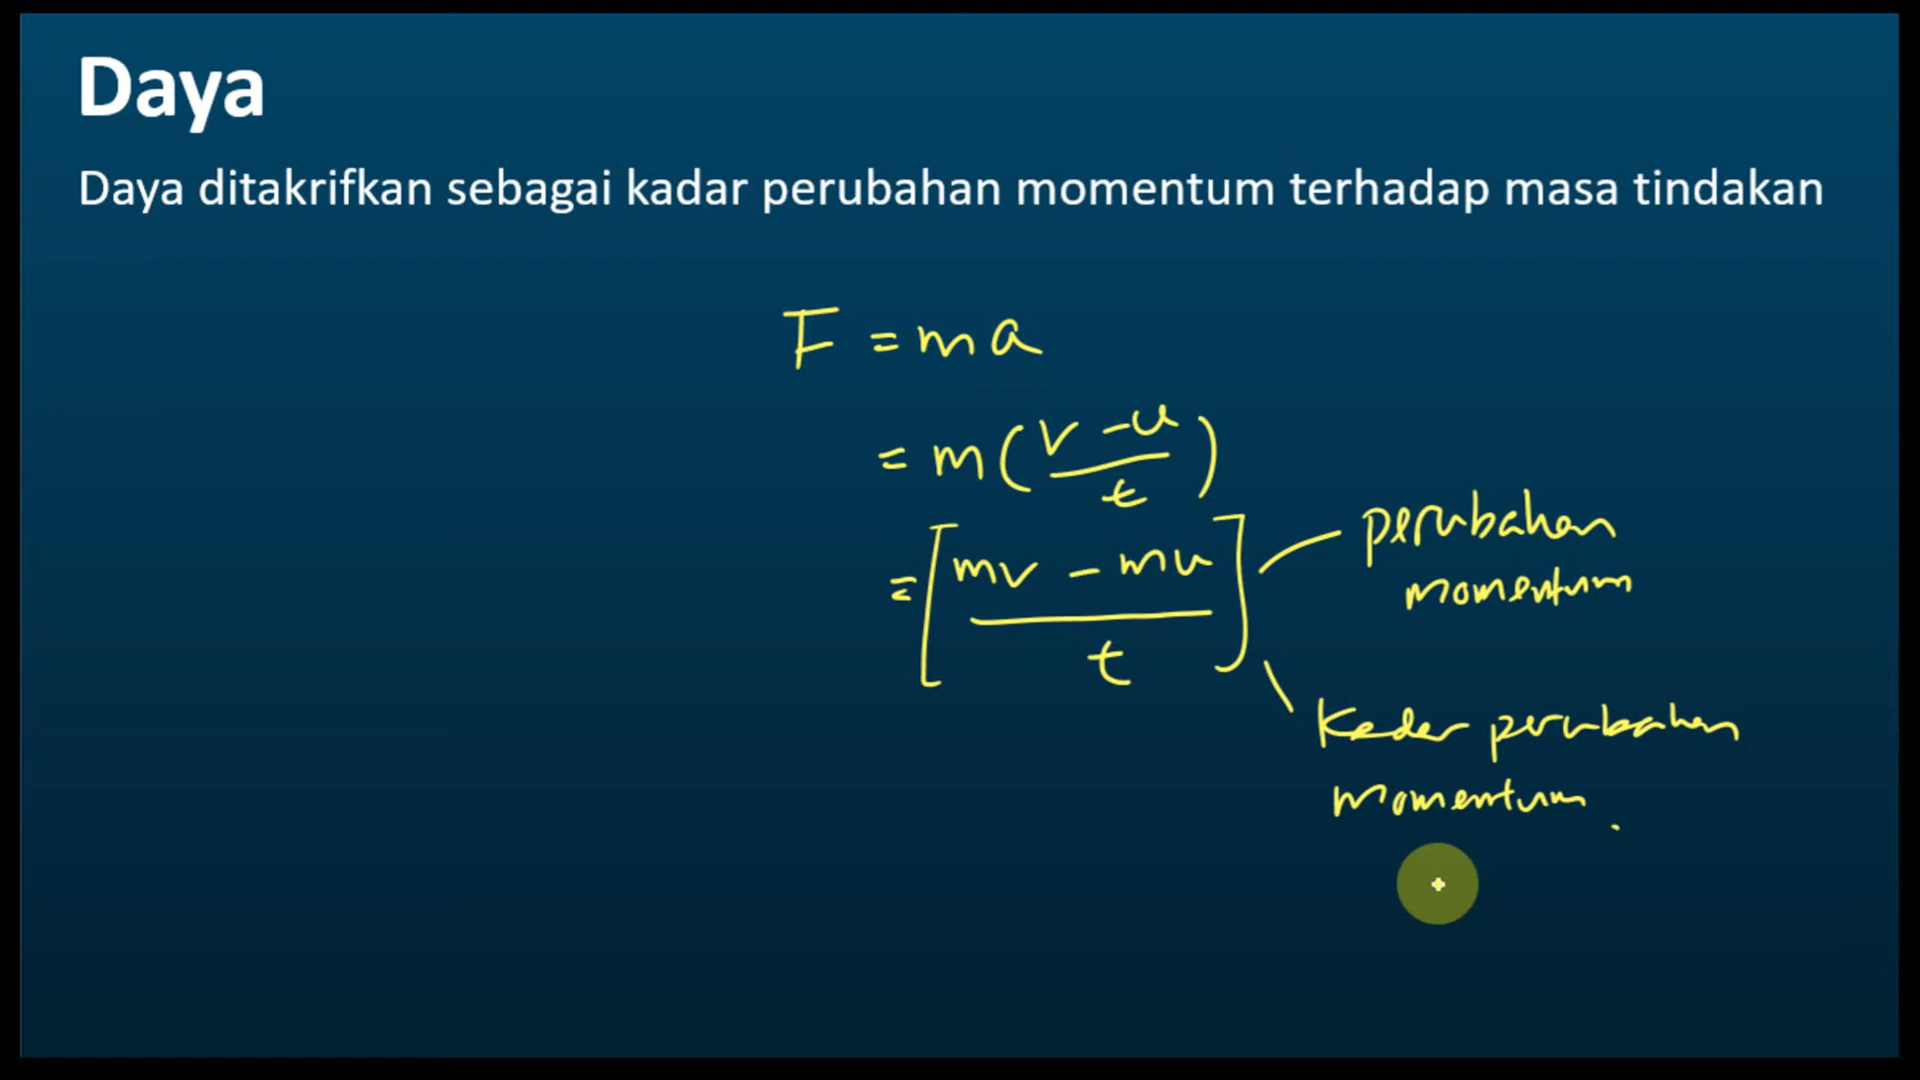 Daya
Daya ditakrifkan sebagai kadar perubahan momentum terhadap masa tindakan
F = ma
= m(v - u / t)
= [mv - mu / t]
perubahan
momentum
Kadar perubahan
momentum.